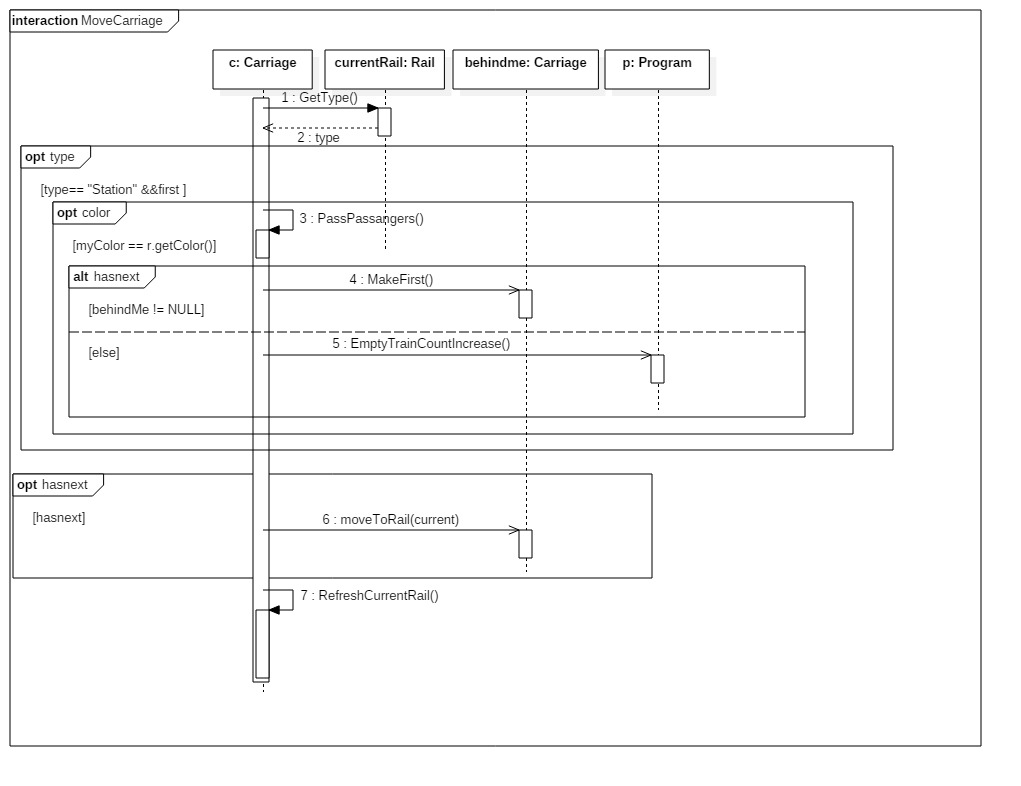 interaction MoveCarriage
c: Carriage
currentRail: Rail
behindme: Carriage
p: Program
1 : GetType()
2 : type
opt type
[type== "Station" &&first ]
opt color
3 : PassPassangers()
[myColor == r.getColor()]
alt hasnext
4 : MakeFirst()
[behindMe != NULL]
5 : EmptyTrainCountIncrease()
[else]
opt hasnext
[hasnext]
6 : moveToRail(current)
7 : RefreshCurrentRail()